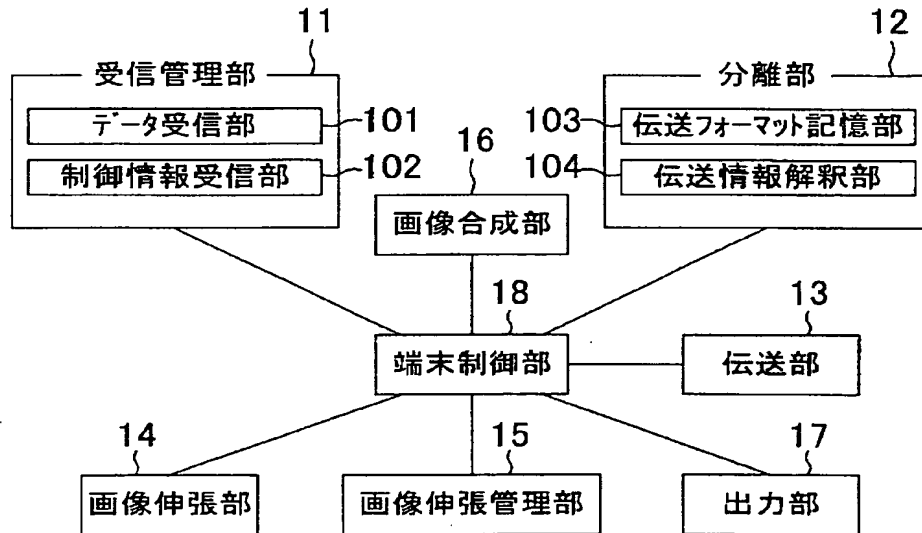 11
12
受信管理部
分離部
データ受信部
101
103
伝送フォーマット記憶部
制御情報受信部
102
16
104
伝送情報解釈部
画像合成部
18
13
端末制御部
伝送部
14
15
17
画像伸張部
画像伸張管理部
出力部